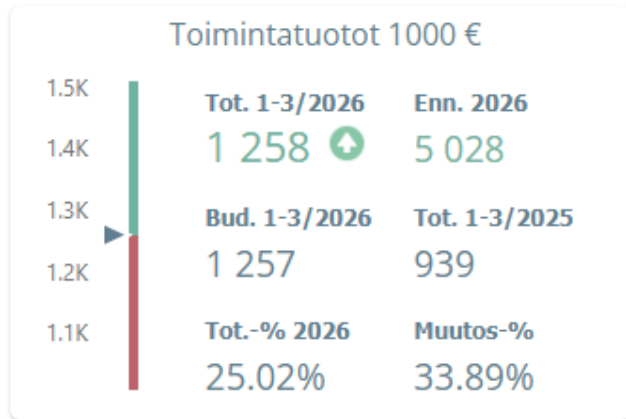 Toimintatuotot 1000 €
1.5K
1.4K
1.3K
1.2K
1.1K
Tot. 1-3/2026
1 258
Enn. 2026
5 028
Bud. 1-3/2026
1 257
Tot. 1-3/2025
939
Tot.-% 2026
25.02%
Muutos-%
33.89%